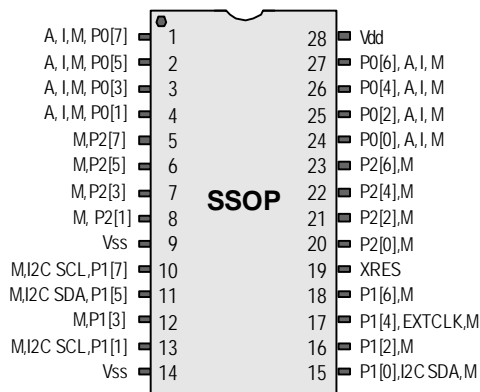 A, I, M, P0[7] 1 28 Vdd
A, I, M, P0[5] 2 27 P0[6], A, I, M
A, I, M, P0[3] 3 26 P0[4], A, I, M
A, I, M, P0[1] 4 25 P0[2], A, I, M
M,P2[7] 5 24 P0[0], A, I, M
M,P2[5] 6 23 P2[6],M
M,P2[3] 7 SSOP 22 P2[4],M
M, P2[1] 8 21 P2[2],M
Vss 9 20 P2[0],M
M,I2C SCL,P1[7] 10 19 XRES
M,I2C SDA,P1[5] 11 18 P1[6],M
M,P1[3] 12 17 P1[4],EXTCLK,M
M,I2C SCL,P1[1] 13 16 P1[2],M
Vss 14 15 P1[0],I2C SDA,M